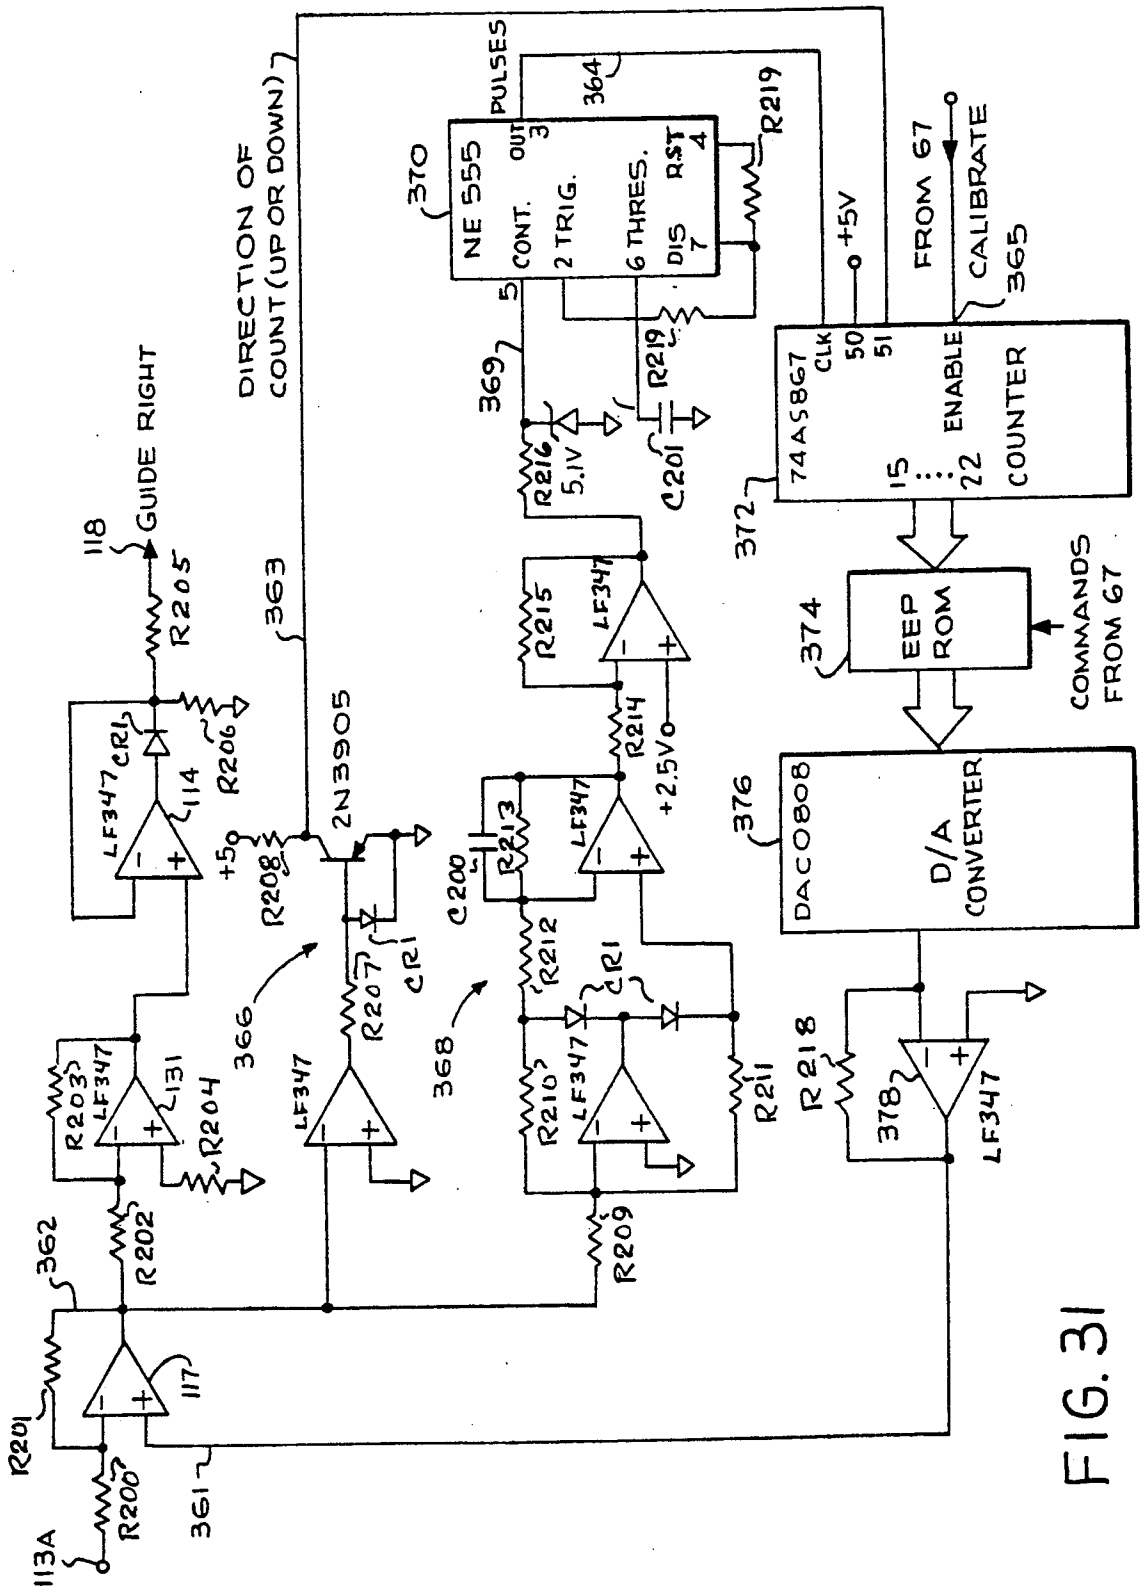 DIRECTION OF
COUNT (UP OR DOWN)
363
118
GUIDE RIGHT
R205
CR1
R206
LF347
114
R203
LF347
131
R204
R202
362
R201
117
R200
113A
361
+5
R208
2N3905
366
R207
CR1
LF347
368
C200
R213
LF347
R212
CR1
R210
LF347
R211
R209
R215
LF347
R214
+2.5V
R216
5.1V
369
C201
R219
370
NE 555
PULSES
OUT
3
5
CONT.
2 TRIG.
6 THRES.
DIS
7
RST
4
R219
364
372
74AS867
CLK
50
+5V
51
ENABLE
FROM 67
CALIBRATE
365
15
22
COUNTER
374
EEP
ROM
COMMANDS
FROM 67
376
DAC0808
D/A
CONVERTER
R218
378
LF347
FIG. 31